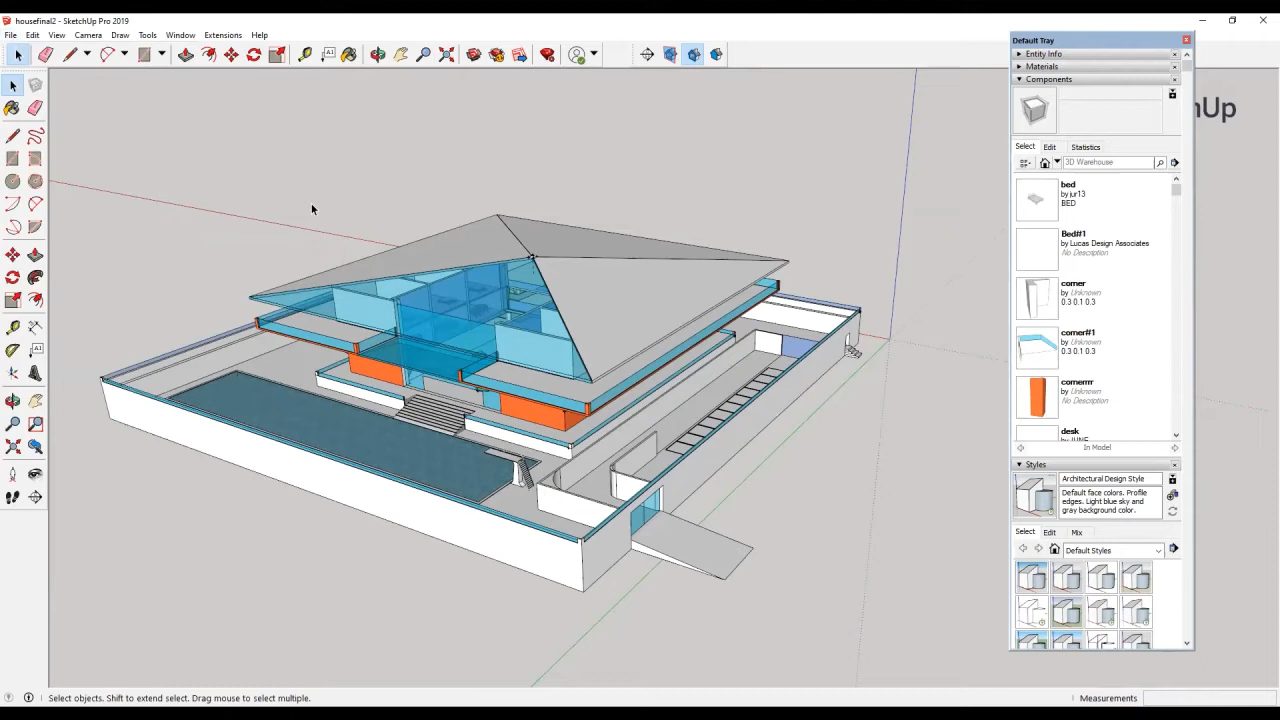 housefinal2 - SketchUp Pro 2019
File Edit View Camera Draw Tools Window Extensions Help
Default Tray
Entity Info
Materials
Components
hUp
Select Edit Statistics
3D Warehouse
bed
by jur13
BED
Bed#1
by Lucas Design Associates
No Description
corner
by Unknown
0.3 0.1 0.3
corner#1
by Unknown
0.3 0.1 0.3
cornerrrr
by Unknown
No Description
desk
In Model
Styles
Architectural Design Style
Default face colors. Profile
edges. Light blue sky and
gray background color.
Select Edit Mix
Default Styles
Select objects. Shift to extend select. Drag mouse to select multiple.
Measurements